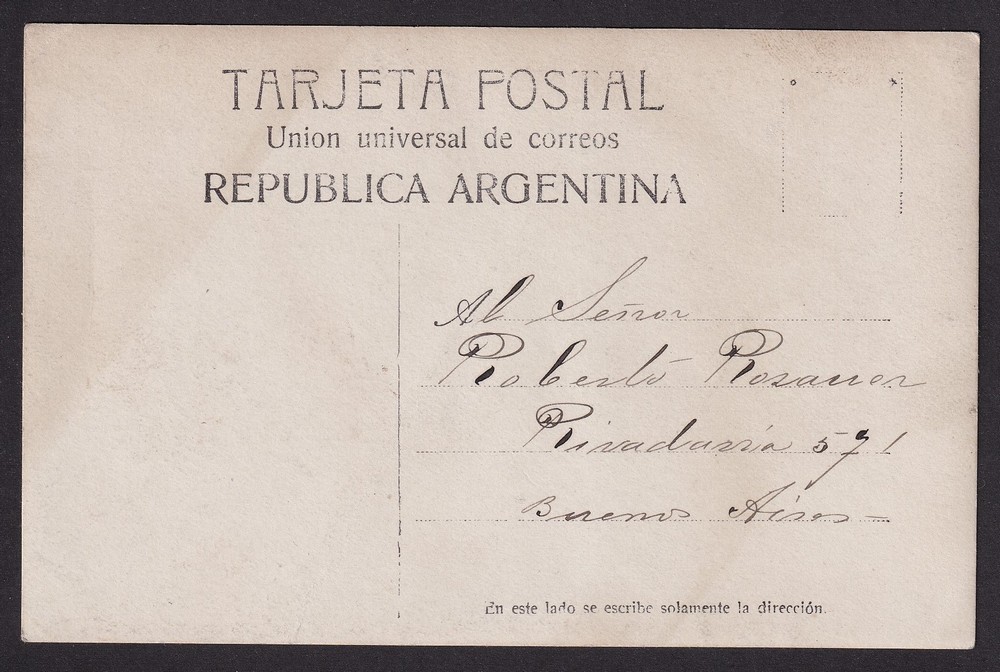 TARJETA POSTAL
Union universal de correos
REPUBLICA ARGENTINA
Al Señor
Roberto Rosauer
Rivadavia 571
Buenos Aires
En este lado se escribe solamente la dirección.